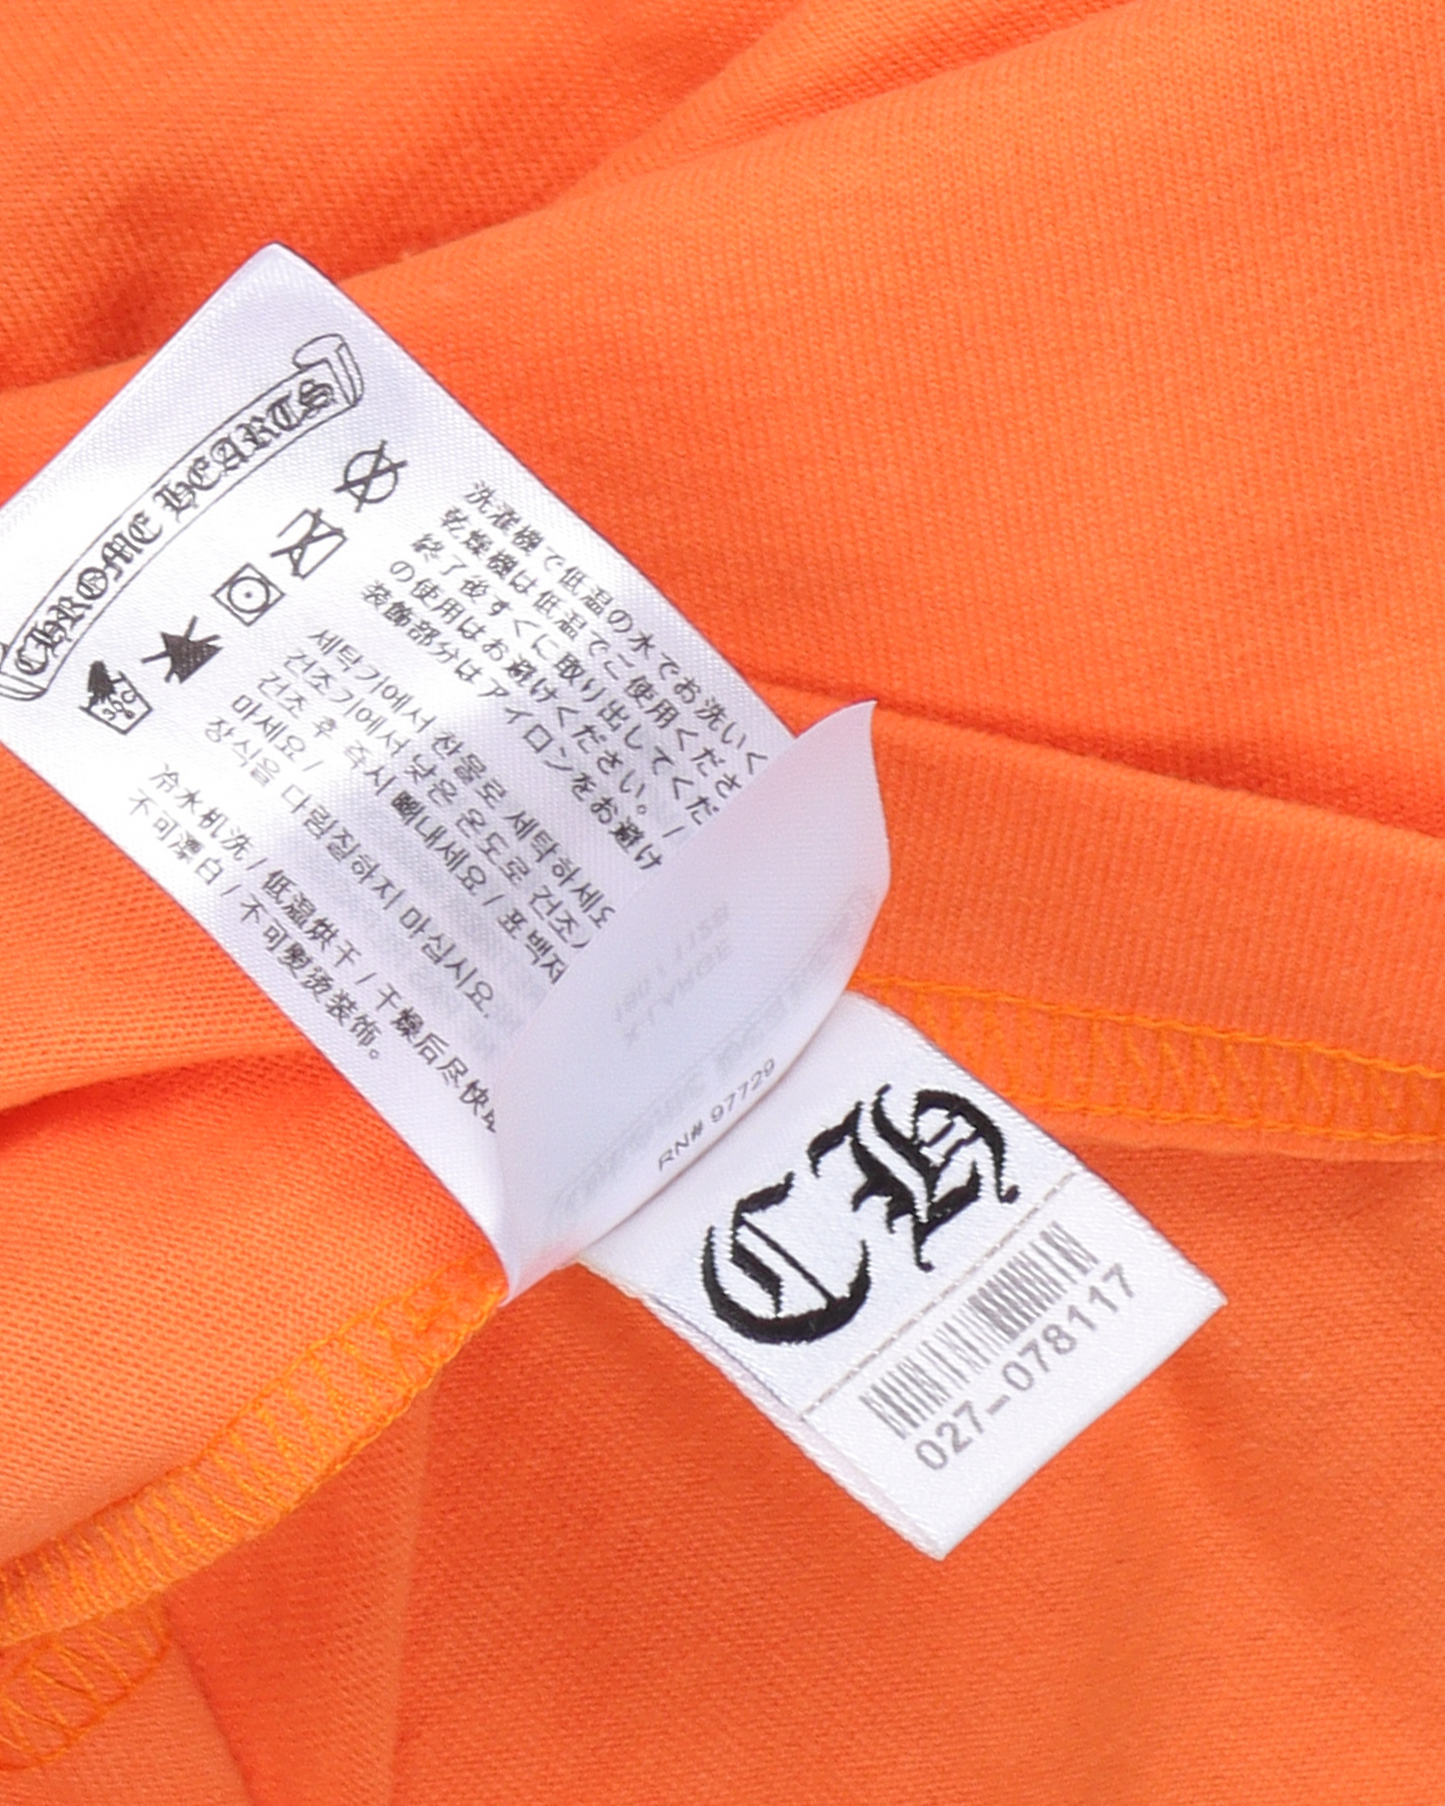 CHROME HEARTS
30°
洗濯機で低温の水でお洗いく
乾燥機は低温でご使用くださ
終了後すぐに取り出してくだ
の使用はお避けください。 /
装飾部分はアイロンをお避け
세탁기에서 찬물로 세탁하세요
건조기에서 낮은 온도로 건조/
건조 후 즉시 빼내세요 / 표백저
마세요 /
장식을 다림질하지 마십시오.
冷水机洗 / 低温烘干 / 干燥后尽快
不可漂白 / 不可熨烫装饰。
RN# 97729
CH
027-078117